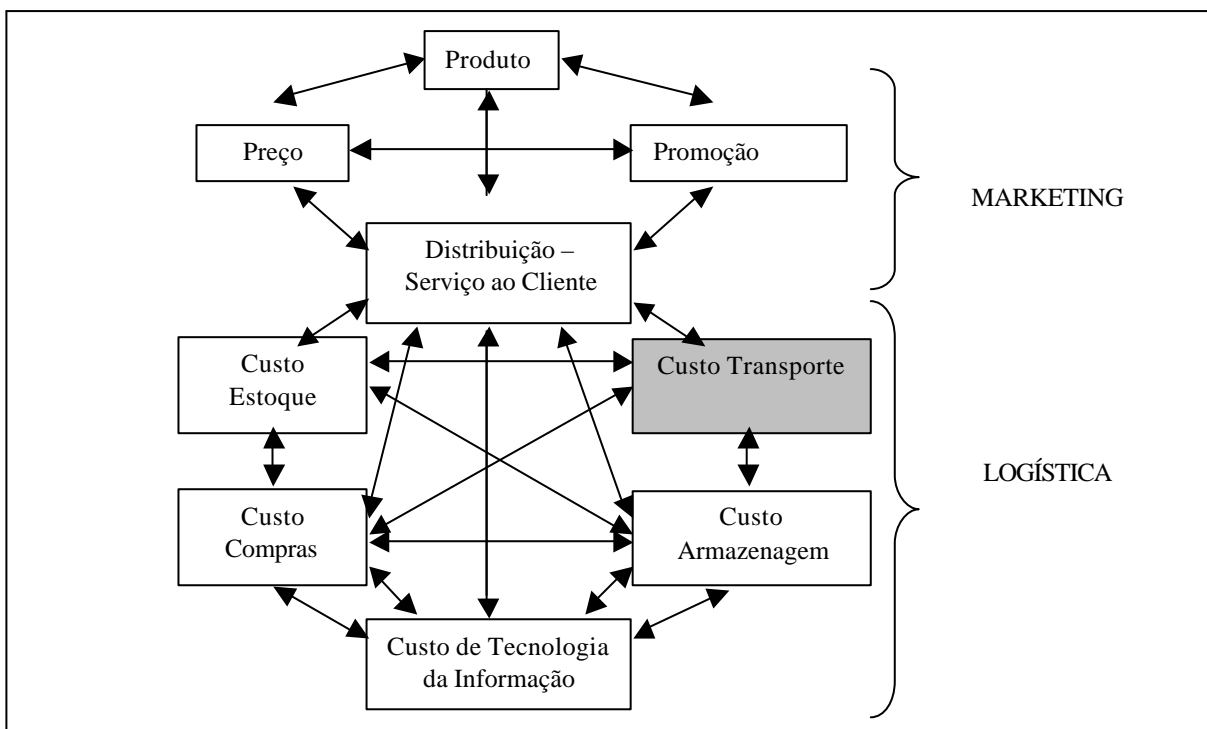 Produto
Preço
Promoção
MARKETING
Distribuição –
Serviço ao Cliente
Custo
Estoque
Custo Transporte
LOGÍSTICA
Custo
Compras
Custo
Armazenagem
Custo de Tecnologia
da Informação